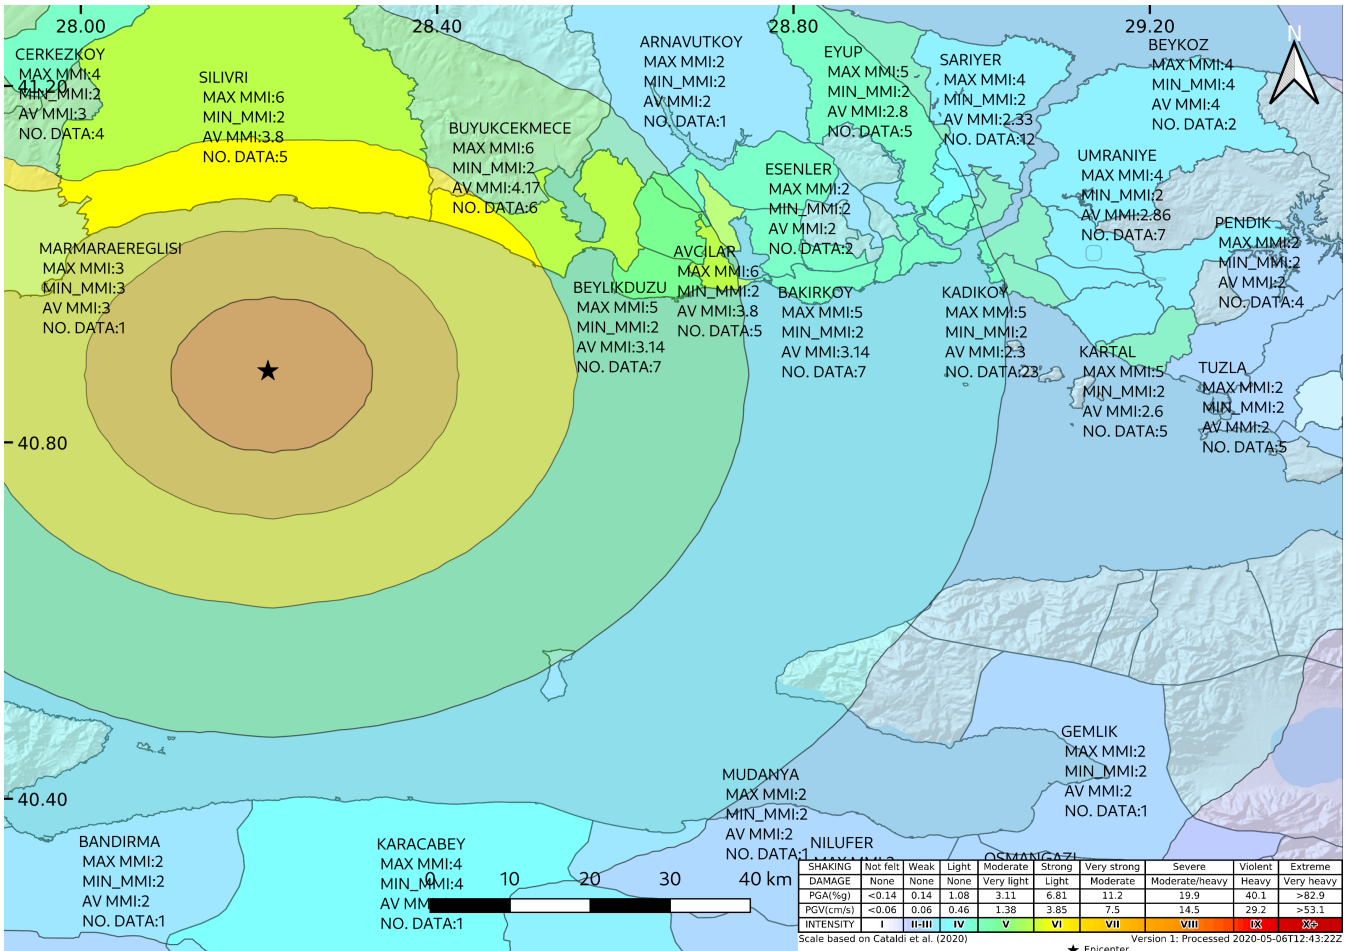 28.00
28.40
28.80
29.20
41.20
40.80
40.40
N
CERKEZKOY
MAX MMI:4
MIN_MMI:2
AV MMI:3
NO. DATA:4
SILIVRI
MAX MMI:6
MIN_MMI:2
AV MMI:3.8
NO. DATA:5
BUYUKCEKMECE
MAX MMI:6
MIN_MMI:2
AV MMI:4.17
NO. DATA:6
ARNAVUTKOY
MAX MMI:2
MIN_MMI:2
AV MMI:2
NO. DATA:1
EYUP
MAX MMI:5
MIN_MMI:2
AV MMI:2.8
NO. DATA:5
SARIYER
MAX MMI:4
MIN_MMI:2
AV MMI:2.33
NO. DATA:12
BEYKOZ
MAX MMI:4
MIN_MMI:4
AV MMI:4
NO. DATA:2
ESENLER
MAX MMI:2
MIN_MMI:2
AV MMI:2
NO. DATA:2
UMRANIYE
MAX MMI:4
MIN_MMI:2
AV MMI:2.86
NO. DATA:7
PENDIK
MAX MMI:2
MIN_MMI:2
AV MMI:2
NO. DATA:4
MARMARAEREGLISI
MAX MMI:3
MIN_MMI:3
AV MMI:3
NO. DATA:1
AVCILAR
MAX MMI:6
MIN_MMI:2
AV MMI:3.8
NO. DATA:5
BEYLIKDUZU
MAX MMI:5
MIN_MMI:2
AV MMI:3.14
NO. DATA:7
BAKIRKOY
MAX MMI:5
MIN_MMI:2
AV MMI:3.14
NO. DATA:7
KADIKOY
MAX MMI:5
MIN_MMI:2
AV MMI:2.3
NO. DATA:23
KARTAL
MAX MMI:5
MIN_MMI:2
AV MMI:2.6
NO. DATA:5
TUZLA
MAX MMI:2
MIN_MMI:2
AV MMI:2
NO. DATA:5
GEMLIK
MAX MMI:2
MIN_MMI:2
AV MMI:2
NO. DATA:1
MUDANYA
MAX MMI:2
MIN_MMI:2
AV MMI:2
NO. DATA:1
NILUFER
OSMANGAZI
BANDIRMA
MAX MMI:2
MIN_MMI:2
AV MMI:2
NO. DATA:1
KARACABEY
MAX MMI:4
MIN_MMI:4
NO. DATA:1
0 10 20 30 40 km
SHAKING Not felt Weak Light Moderate Strong Very strong Severe Violent Extreme
DAMAGE None None None Very light Light Moderate Moderate/heavy Heavy Very heavy
PGA(%g) <0.14 0.14 1.08 3.11 6.81 11.2 19.9 40.1 >82.9
PGV(cm/s) <0.06 0.06 0.46 1.38 3.85 7.5 14.5 29.2 >53.1
INTENSITY I II-III IV V VI VII VIII IX X+
Scale based on Cataldi et al. (2020) Version 1: Processed 2020-05-06T12:43:22Z
Epicenter